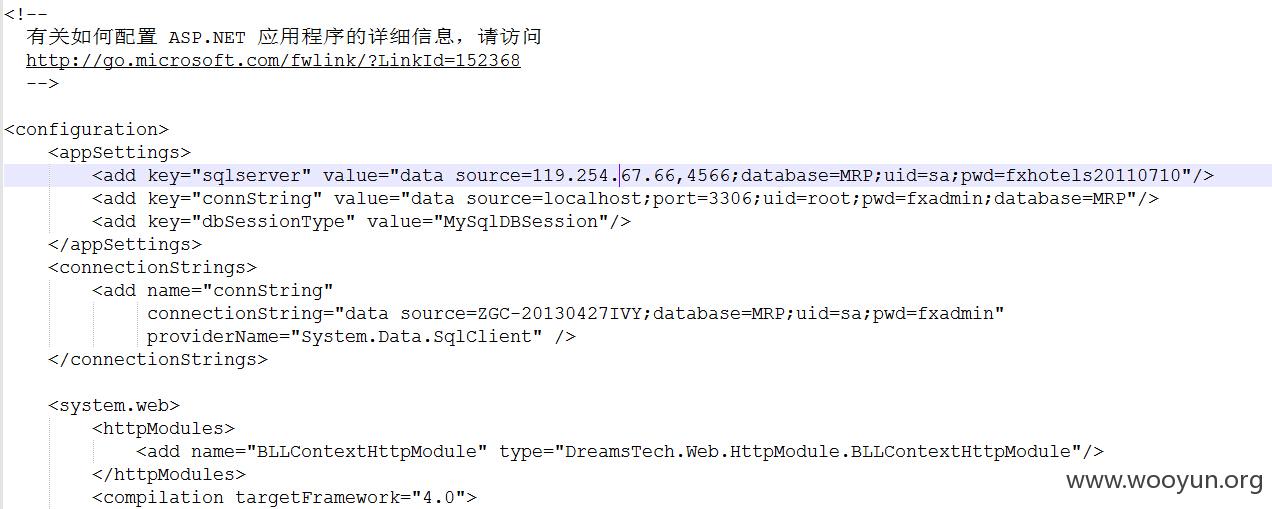 <!--
有关如何配置 ASP.NET 应用程序的详细信息，请访问
http://go.microsoft.com/fwlink/?LinkId=152368
-->
<configuration>
<appSettings>
<add key="sqlserver" value="data source=119.254.67.66,4566;database=MRP;uid=sa;pwd=fxhotels20110710"/>
<add key="connString" value="data source=localhost;port=3306;uid=root;pwd=fxadmin;database=MRP"/>
<add key="dbSessionType" value="MySqlDBSession"/>
</appSettings>
<connectionStrings>
<add name="connString"
connectionString="data source=ZGC-20130427IVY;database=MRP;uid=sa;pwd=fxadmin"
providerName="System.Data.SqlClient" />
</connectionStrings>
<system.web>
<httpModules>
<add name="BLLContextHttpModule" type="DreamsTech.Web.HttpModule.BLLContextHttpModule"/>
</httpModules>
<compilation targetFramework="4.0">
www.wooyun.org